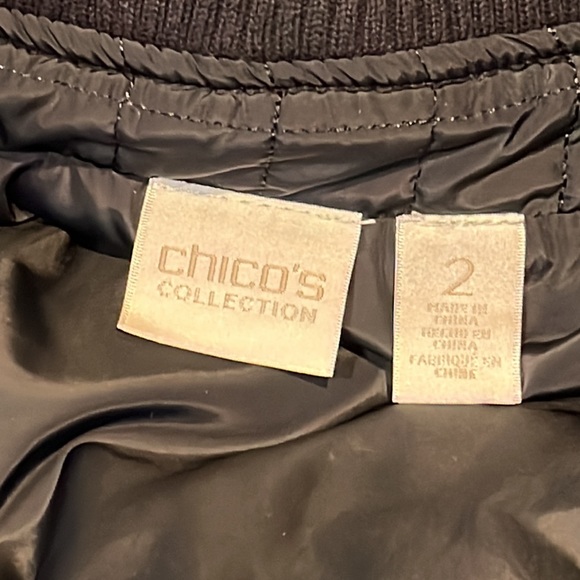 chico's
COLLECTION
2
MADE IN
CHINA
HECHO EN
CHINA
FABRIQUE EN
CHINE